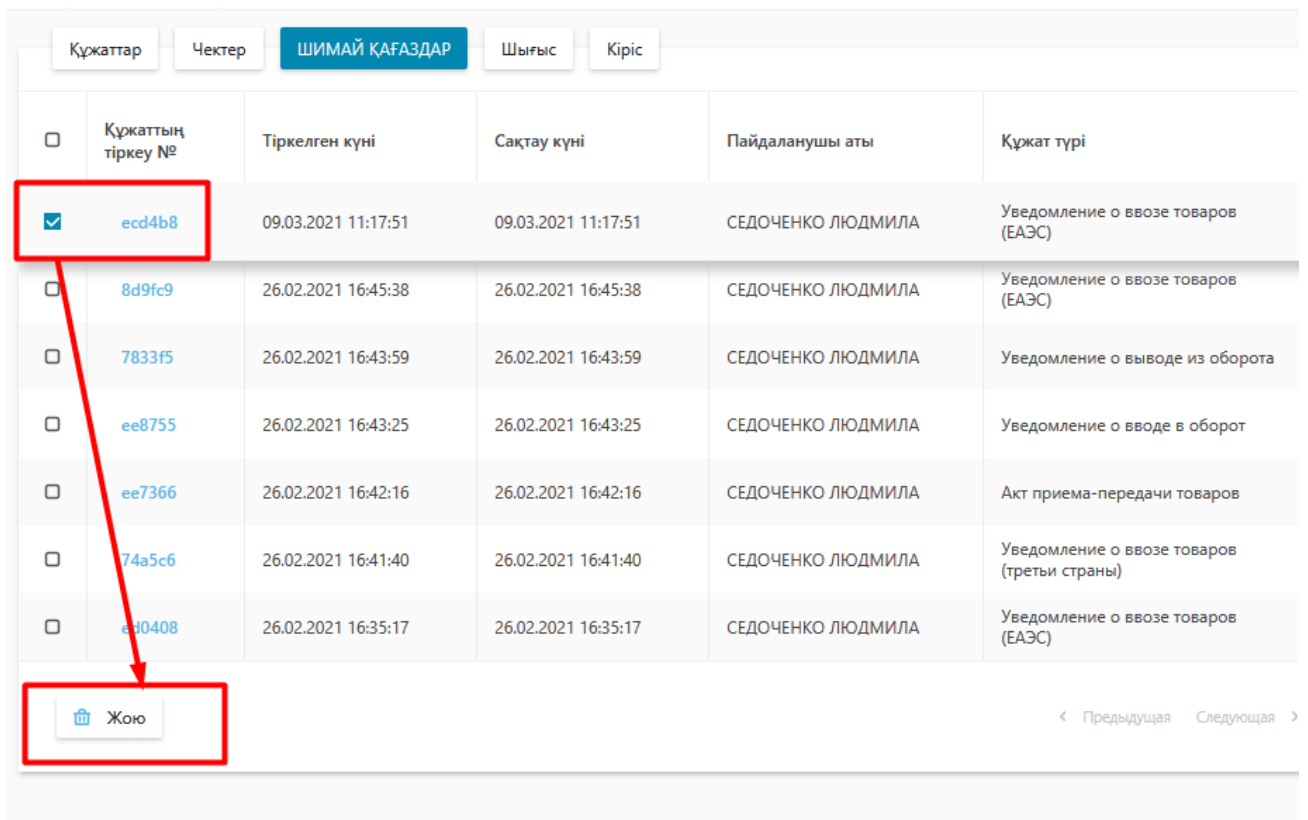 Құжаттар Чектер ШИМАЙ ҚАҒАЗДАР Шығыс Кіріс
Құжаттың
тіркеу № Тіркелген күні Сақтау күні Пайдаланушы аты Құжат түрі
ecd4b8 09.03.2021 11:17:51 09.03.2021 11:17:51 СЕДОЧЕНКО ЛЮДМИЛА Уведомление о ввозе товаров
(ЕАЭС)
8d9fc9 26.02.2021 16:45:38 26.02.2021 16:45:38 СЕДОЧЕНКО ЛЮДМИЛА Уведомление о ввозе товаров
(ЕАЭС)
7833f5 26.02.2021 16:43:59 26.02.2021 16:43:59 СЕДОЧЕНКО ЛЮДМИЛА Уведомление о выводе из оборота
ee8755 26.02.2021 16:43:25 26.02.2021 16:43:25 СЕДОЧЕНКО ЛЮДМИЛА Уведомление о вводе в оборот
ee7366 26.02.2021 16:42:16 26.02.2021 16:42:16 СЕДОЧЕНКО ЛЮДМИЛА Акт приема-передачи товаров
74a5c6 26.02.2021 16:41:40 26.02.2021 16:41:40 СЕДОЧЕНКО ЛЮДМИЛА Уведомление о ввозе товаров
(третьи страны)
ed0408 26.02.2021 16:35:17 26.02.2021 16:35:17 СЕДОЧЕНКО ЛЮДМИЛА Уведомление о ввозе товаров
(ЕАЭС)
Жою Предыдущая Следующая